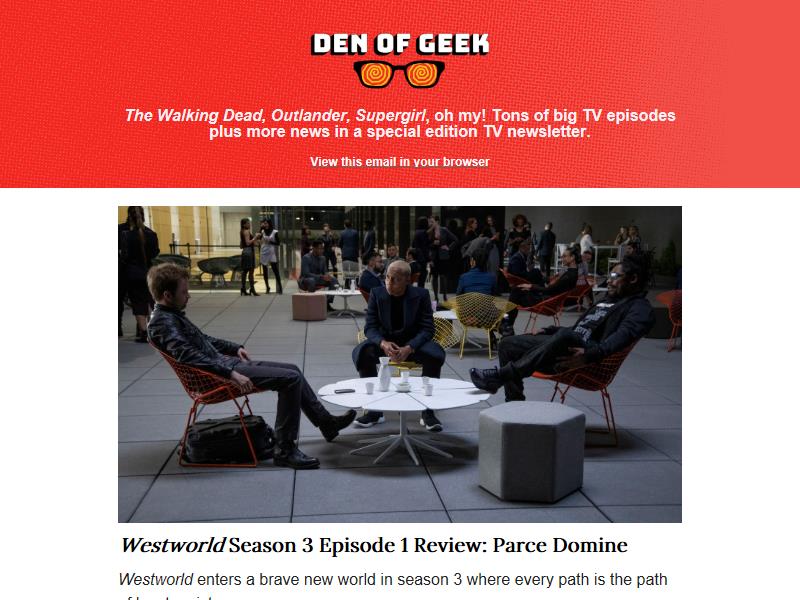 DEN OF GEEK
The Walking Dead, Outlander, Supergirl, oh my! Tons of big TV episodes
plus more news in a special edition TV newsletter.
View this email in your browser
Westworld Season 3 Episode 1 Review: Parce Domine
Westworld enters a brave new world in season 3 where every path is the path